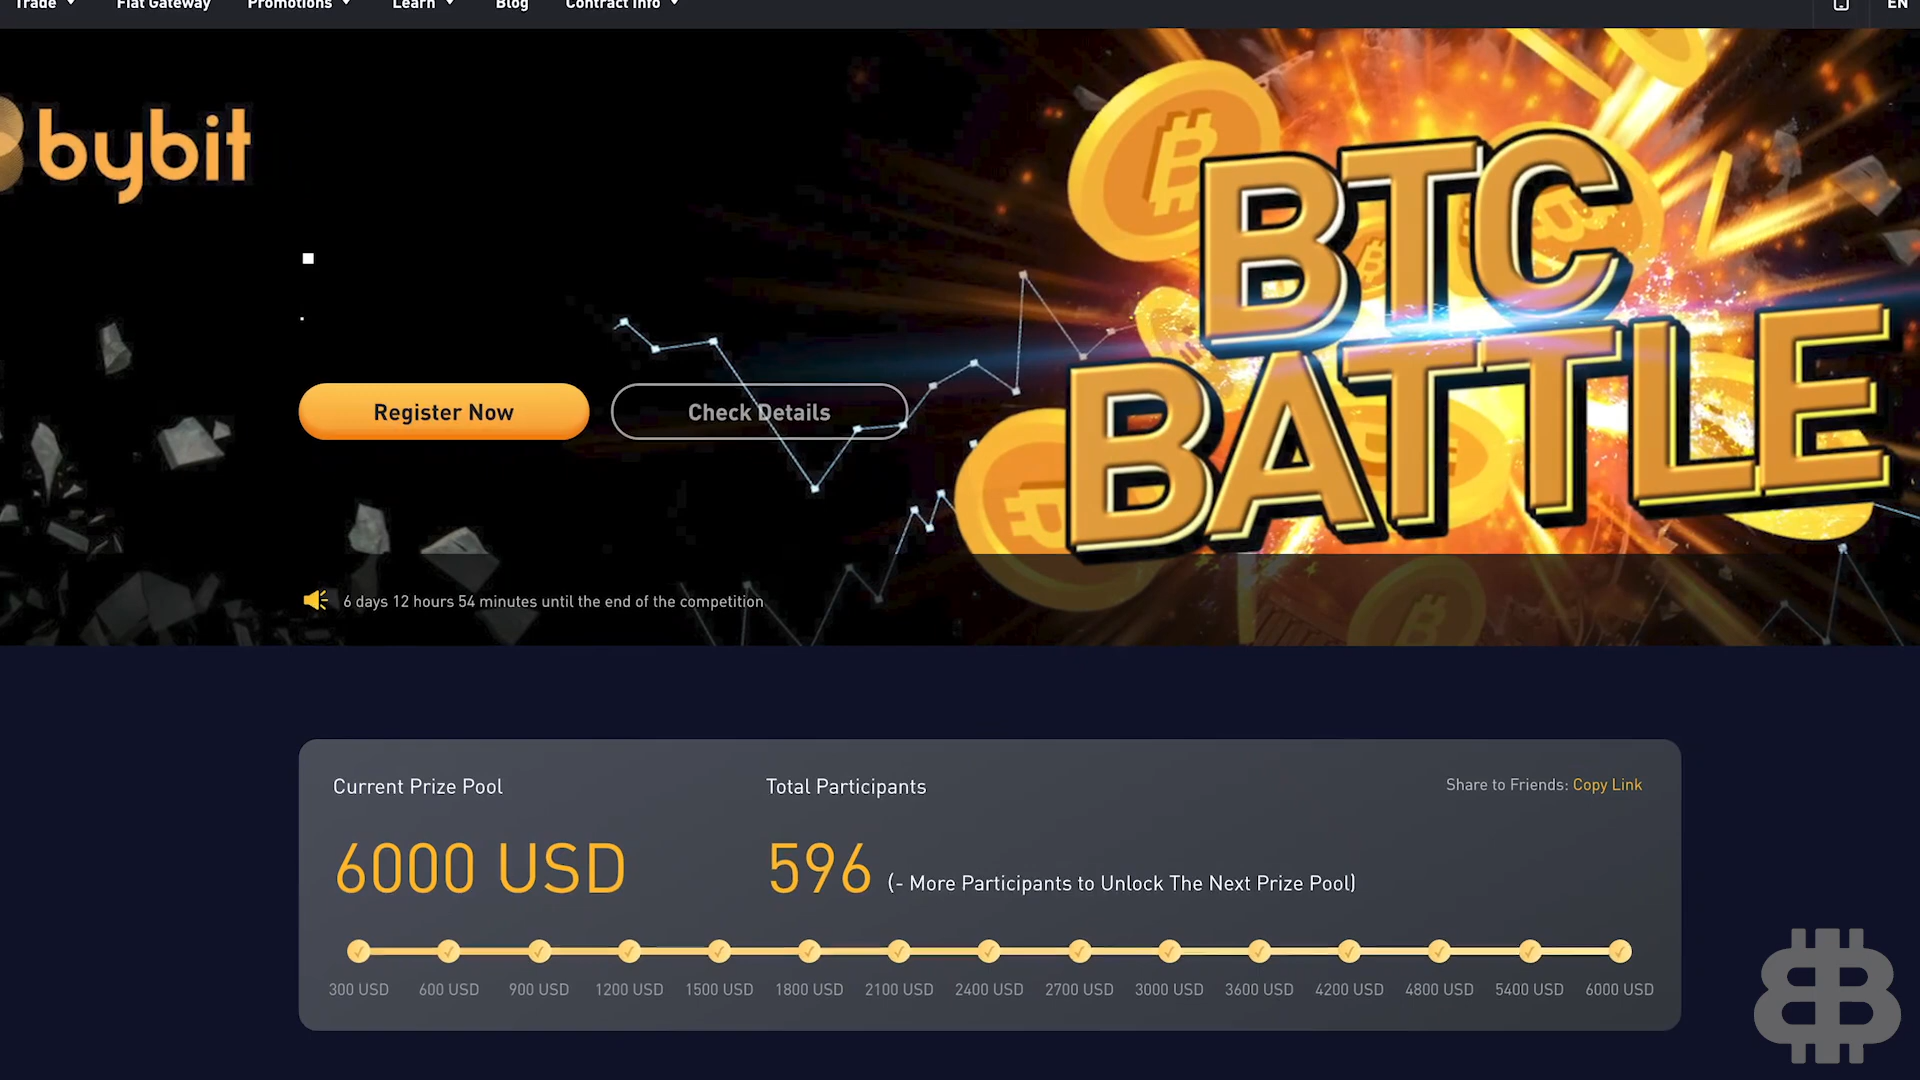 Trade Fiat Gateway Promotions Learn Blog Contract Info EN
bybit
BTC
BATTLE
Register Now Check Details
6 days 12 hours 54 minutes until the end of the competition
Current Prize Pool Total Participants Share to Friends: Copy Link
6000 USD 596 (- More Participants to Unlock The Next Prize Pool)
300 USD 600 USD 900 USD 1200 USD 1500 USD 1800 USD 2100 USD 2400 USD 2700 USD 3000 USD 3600 USD 4200 USD 4800 USD 5400 USD 6000 USD